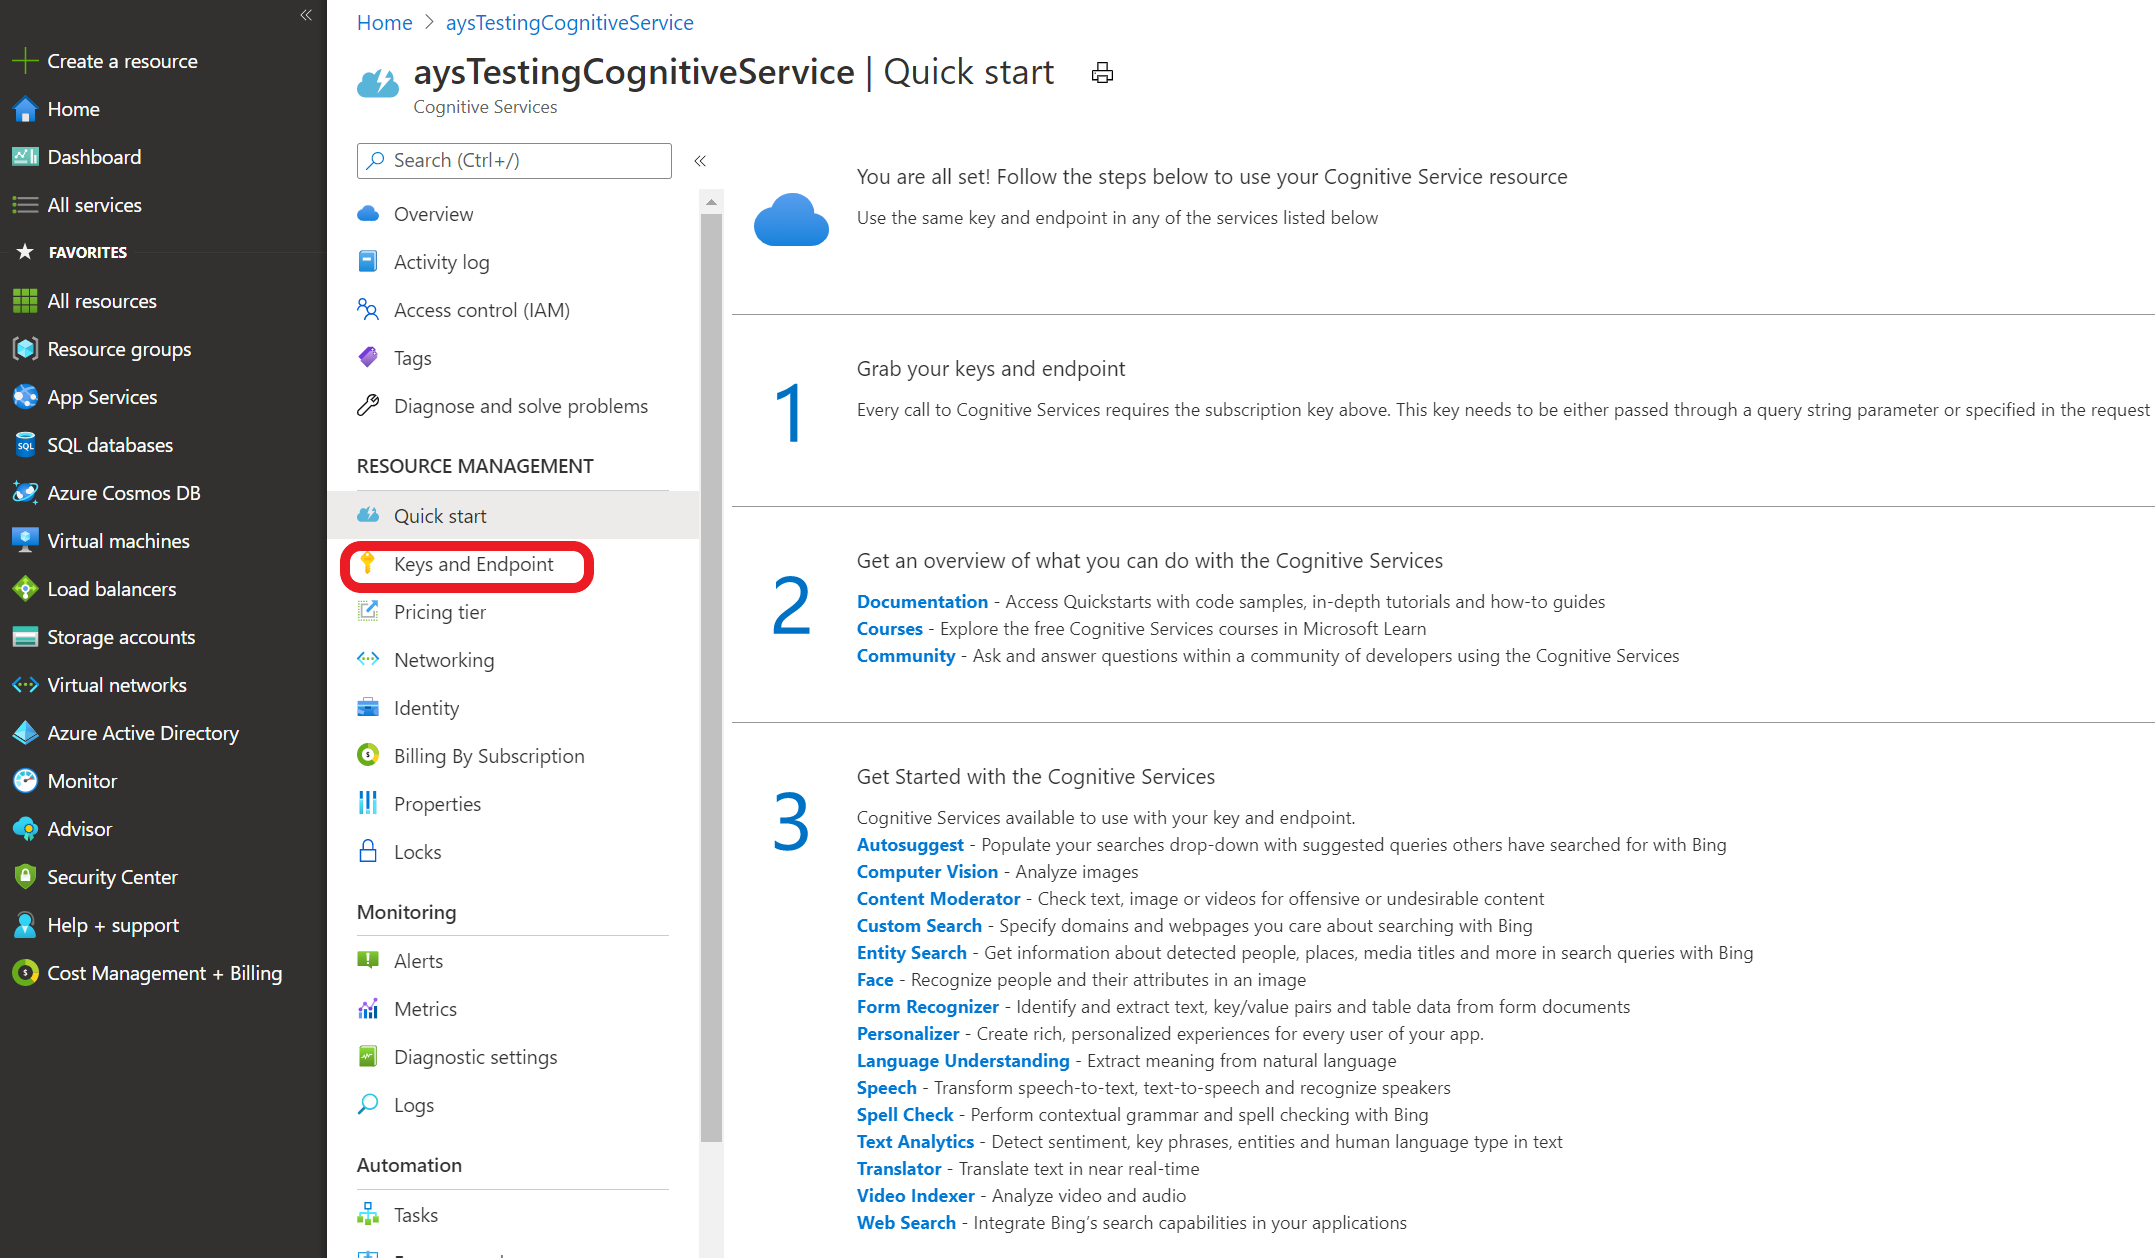 Create a resource
Home
Dashboard
All services
FAVORITES
All resources
Resource groups
App Services
SQL databases
Azure Cosmos DB
Virtual machines
Load balancers
Storage accounts
Virtual networks
Azure Active Directory
Monitor
Advisor
Security Center
Help + support
Cost Management + Billing
Home > aysTestingCognitiveService
aysTestingCognitiveService | Quick start
Cognitive Services
Search (Ctrl+/)
Overview
Activity log
Access control (IAM)
Tags
Diagnose and solve problems
RESOURCE MANAGEMENT
Quick start
Keys and Endpoint
Pricing tier
Networking
Identity
Billing By Subscription
Properties
Locks
Monitoring
Alerts
Metrics
Diagnostic settings
Logs
Automation
Tasks
You are all set! Follow the steps below to use your Cognitive Service resource
Use the same key and endpoint in any of the services listed below
1
Grab your keys and endpoint
Every call to Cognitive Services requires the subscription key above. This key needs to be either passed through a query string parameter or specified in the request
2
Get an overview of what you can do with the Cognitive Services
Documentation - Access Quickstarts with code samples, in-depth tutorials and how-to guides
Courses - Explore the free Cognitive Services courses in Microsoft Learn
Community - Ask and answer questions within a community of developers using the Cognitive Services
3
Get Started with the Cognitive Services
Cognitive Services available to use with your key and endpoint.
Autosuggest - Populate your searches drop-down with suggested queries others have searched for with Bing
Computer Vision - Analyze images
Content Moderator - Check text, image or videos for offensive or undesirable content
Custom Search - Specify domains and webpages you care about searching with Bing
Entity Search - Get information about detected people, places, media titles and more in search queries with Bing
Face - Recognize people and their attributes in an image
Form Recognizer - Identify and extract text, key/value pairs and table data from form documents
Personalizer - Create rich, personalized experiences for every user of your app.
Language Understanding - Extract meaning from natural language
Speech - Transform speech-to-text, text-to-speech and recognize speakers
Spell Check - Perform contextual grammar and spell checking with Bing
Text Analytics - Detect sentiment, key phrases, entities and human language type in text
Translator - Translate text in near real-time
Video Indexer - Analyze video and audio
Web Search - Integrate Bing's search capabilities in your applications